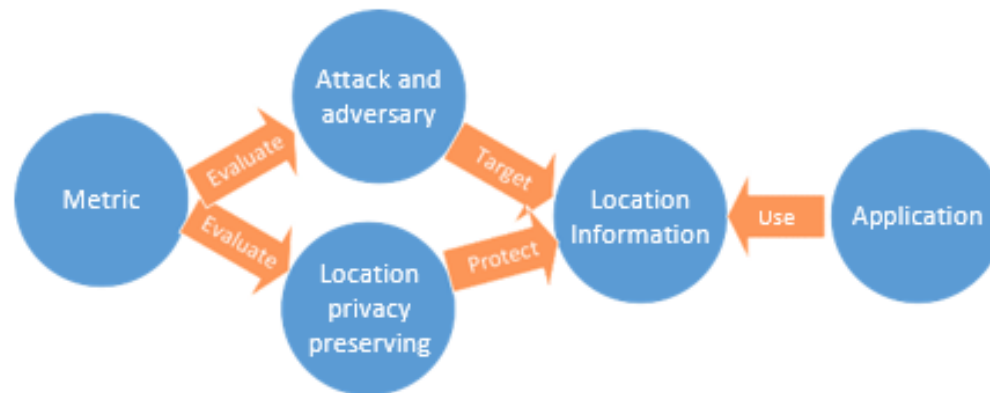 Metric
Evaluate
Evaluate
Attack and
adversary
Location
privacy
preserving
Target
Protect
Location
Information
Use
Application